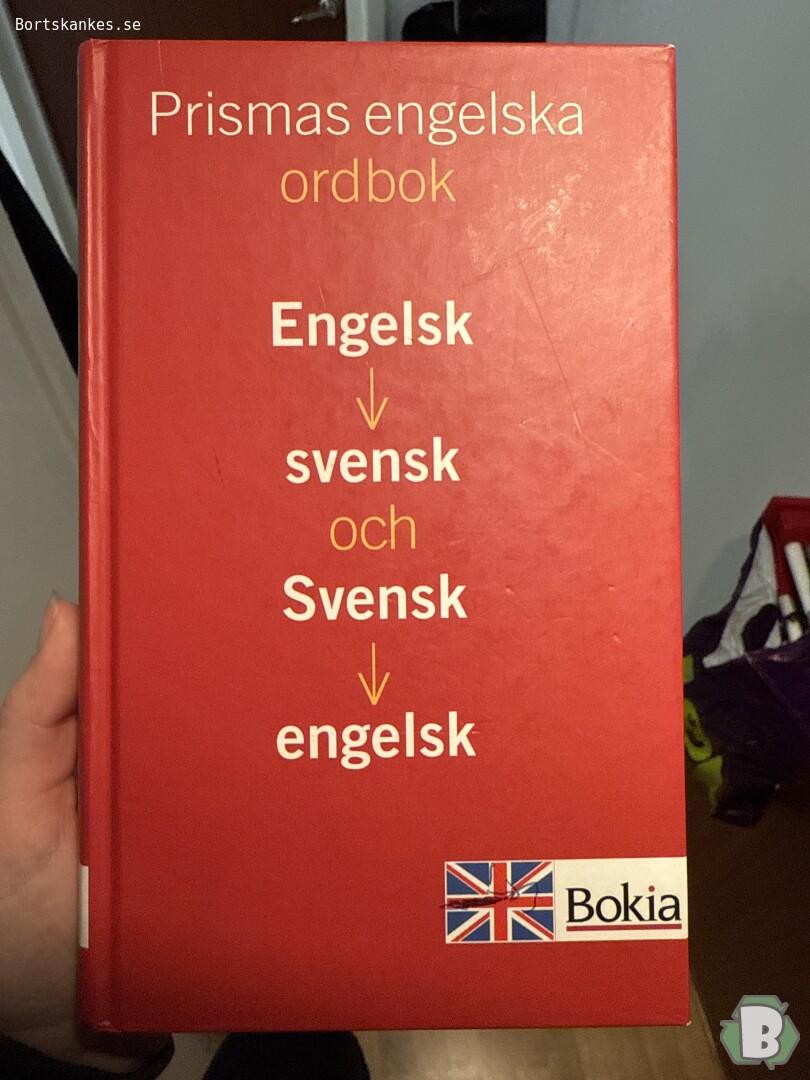 Bortskankes.se
Prismas engelska
ordbok
Engelsk
svensk
och
Svensk
engelsk
Bokia
B